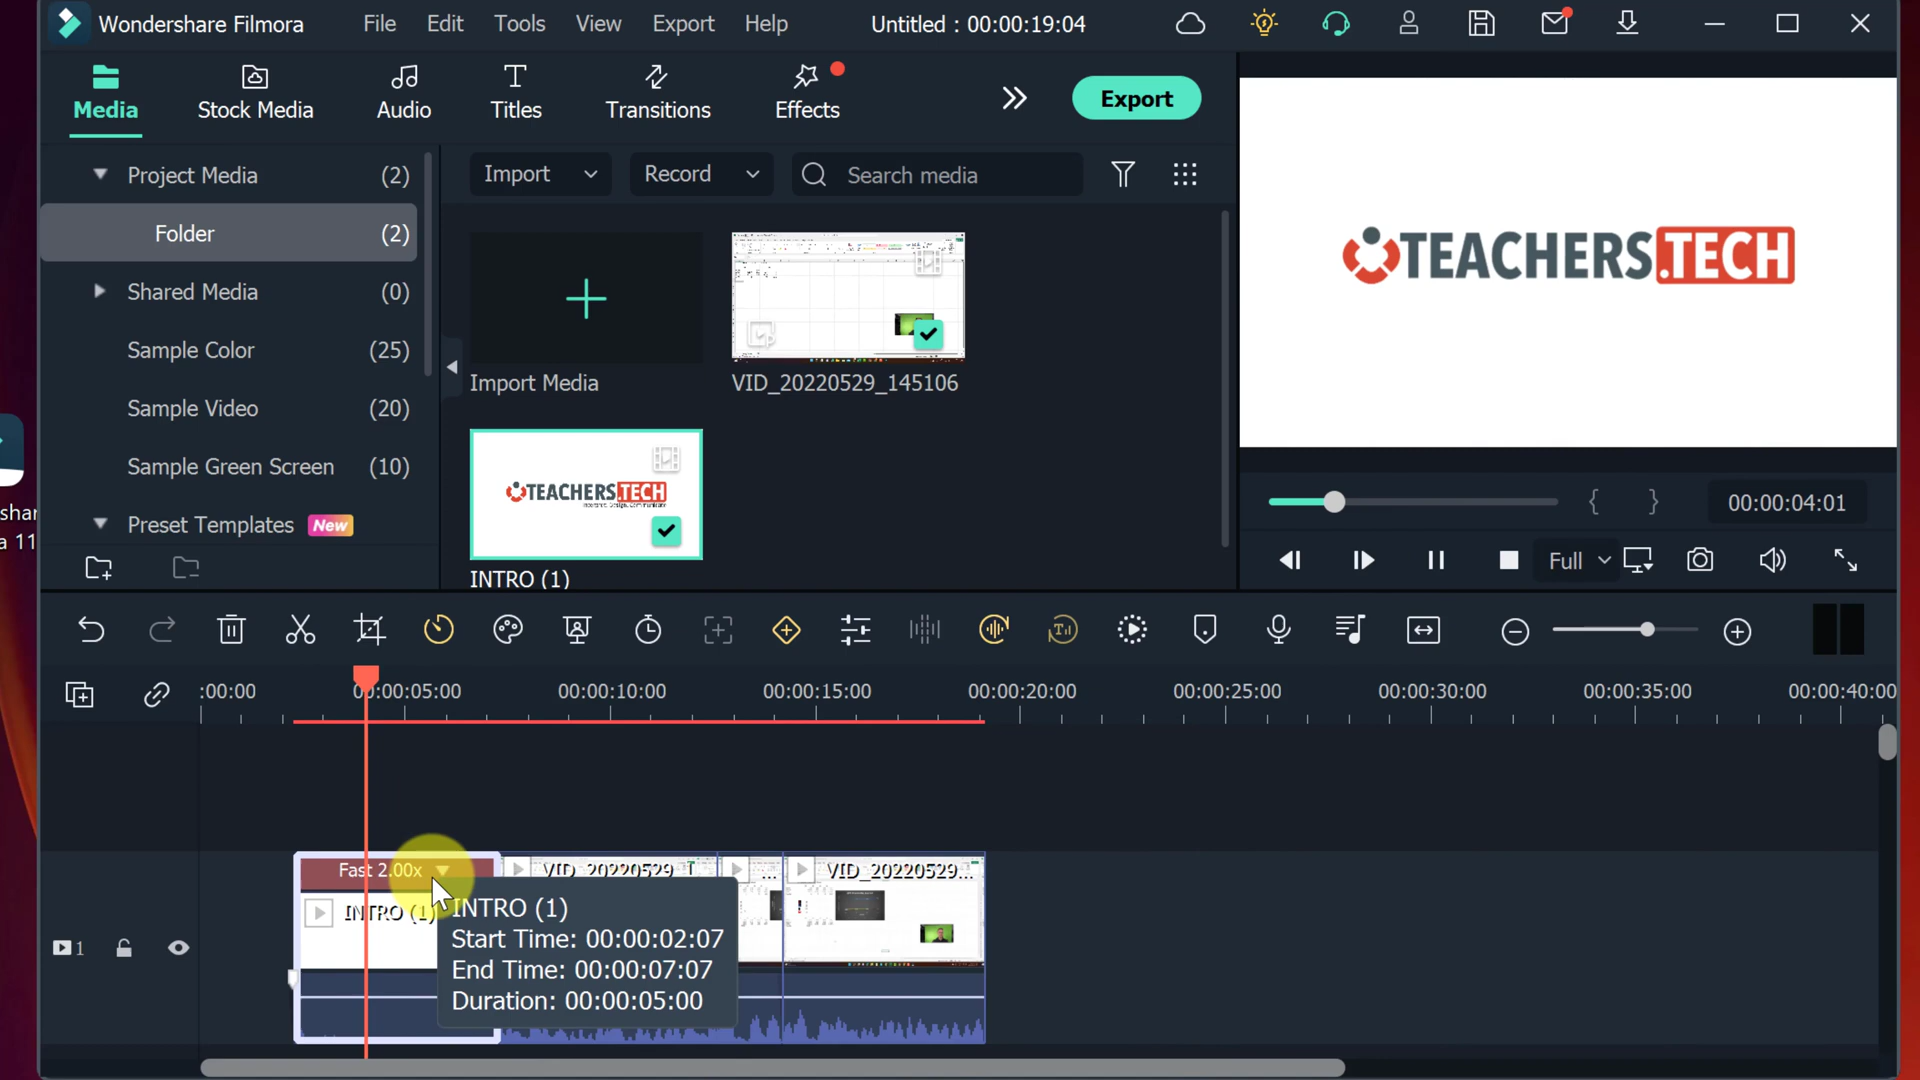 Wondershare Filmora File Edit Tools View Export Help Untitled : 00:00:19:04
Media Stock Media Audio Titles Transitions Effects Export
Project Media (2)
Folder (2)
Shared Media (0)
Sample Color (25)
Sample Video (20)
Sample Green Screen (10)
Preset Templates New
Import Record Search media
Import Media VID_20220529_145106
TEACHERS.TECH
INTRO (1)
TEACHERS.TECH
00:00:04:01
Full
shar
a 11
:00:00 00:00:05:00 00:00:10:00 00:00:15:00 00:00:20:00 00:00:25:00 00:00:30:00 00:00:35:00 00:00:40:00
Fast 2.00x VID_20220529_1 ... VID_20220529...
INTRO (1)
INTRO (1)
Start Time: 00:00:02:07
End Time: 00:00:07:07
Duration: 00:00:05:00
1